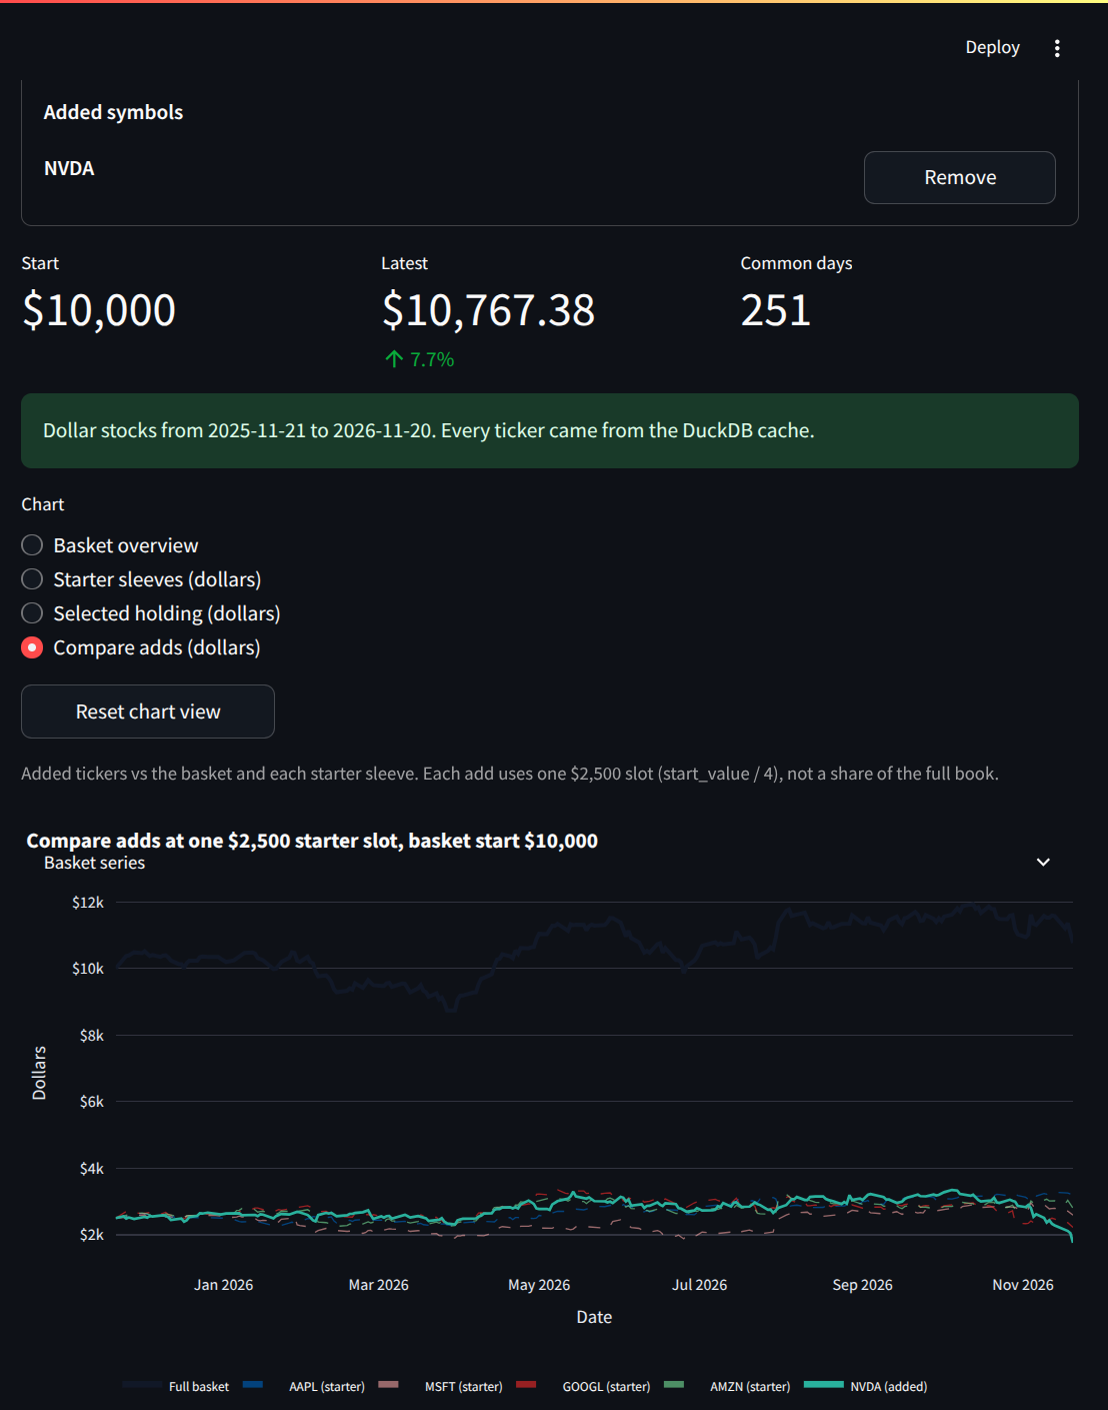 Deploy
Added symbols
NVDA
Remove
Start
Latest
Common days
$10,000
$10,767.38
251
↑ 7.7%
Dollar stocks from 2025-11-21 to 2026-11-20. Every ticker came from the DuckDB cache.
Chart
Basket overview
Starter sleeves (dollars)
Selected holding (dollars)
Compare adds (dollars)
Reset chart view
Added tickers vs the basket and each starter sleeve. Each add uses one $2,500 slot (start_value / 4), not a share of the full book.
Compare adds at one $2,500 starter slot, basket start $10,000
Basket series
$12k
$10k
$8k
$6k
$4k
$2k
Dollars
Jan 2026
Mar 2026
May 2026
Jul 2026
Sep 2026
Nov 2026
Date
Full basket
AAPL (starter)
MSFT (starter)
GOOGL (starter)
AMZN (starter)
NVDA (added)